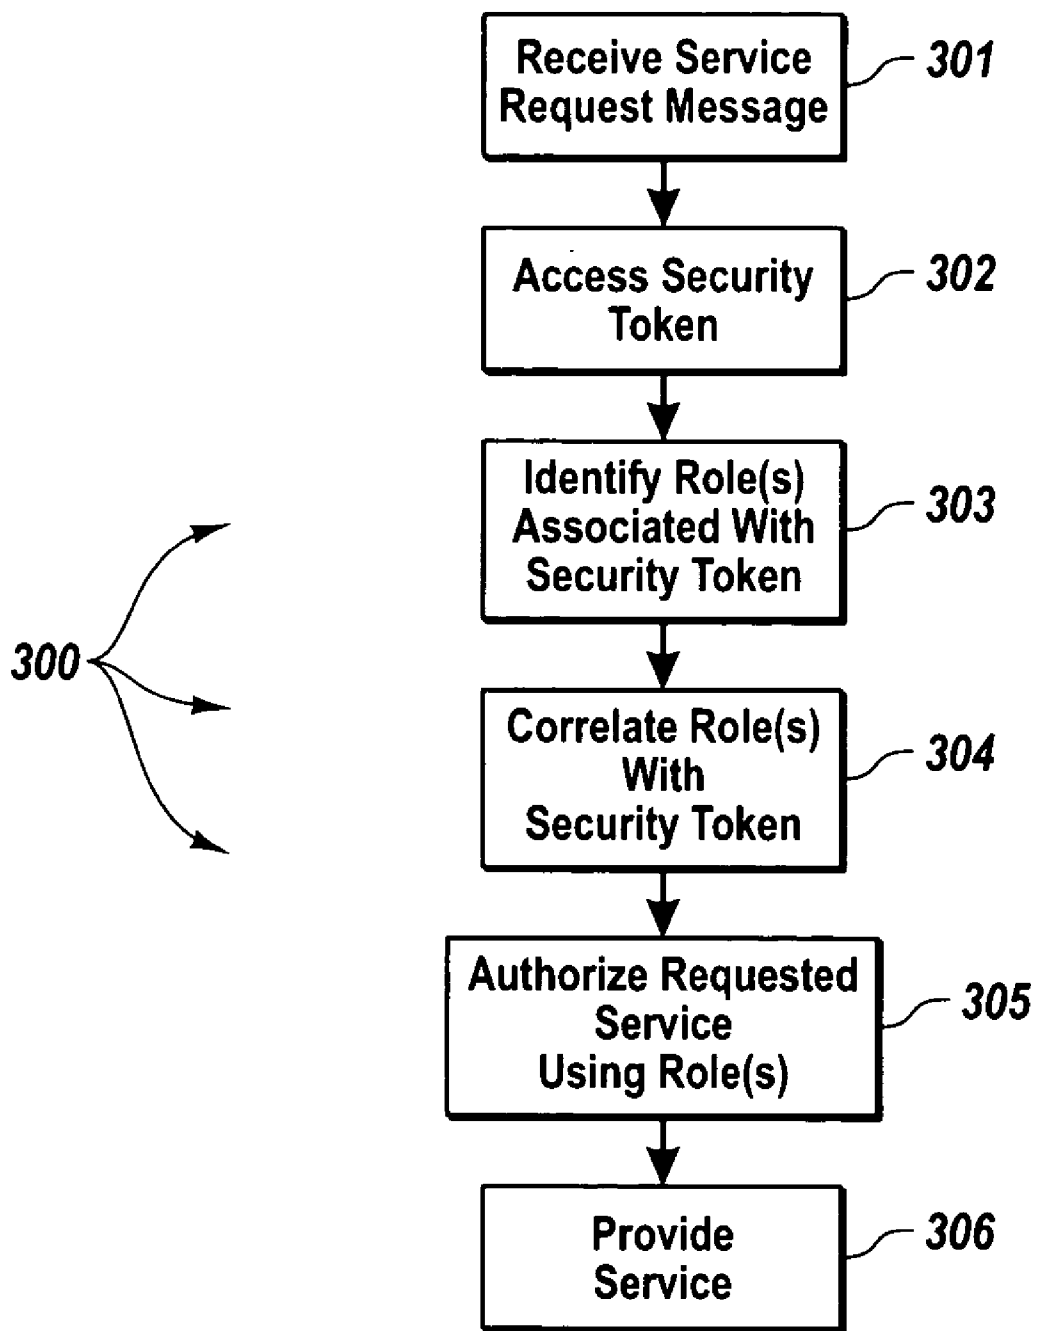 Receive Service
Request Message
301
Access Security
Token
302
Identify Role(s)
Associated With
Security Token
303
300
Correlate Role(s)
With
Security Token
304
Authorize Requested
Service
Using Role(s)
305
Provide
Service
306